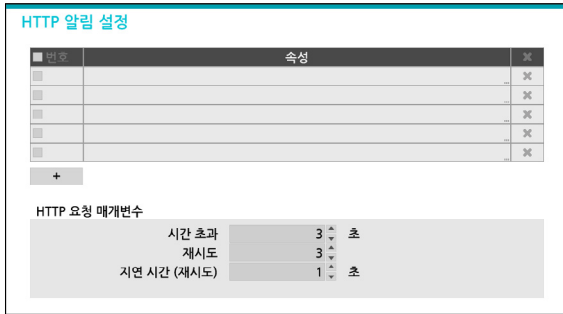 HTTP 알림 설정
번호 속성
...
...
...
...
...
+
HTTP 요청 매개변수
시간 초과 3 초
재시도 3
지연 시간 (재시도) 1 초